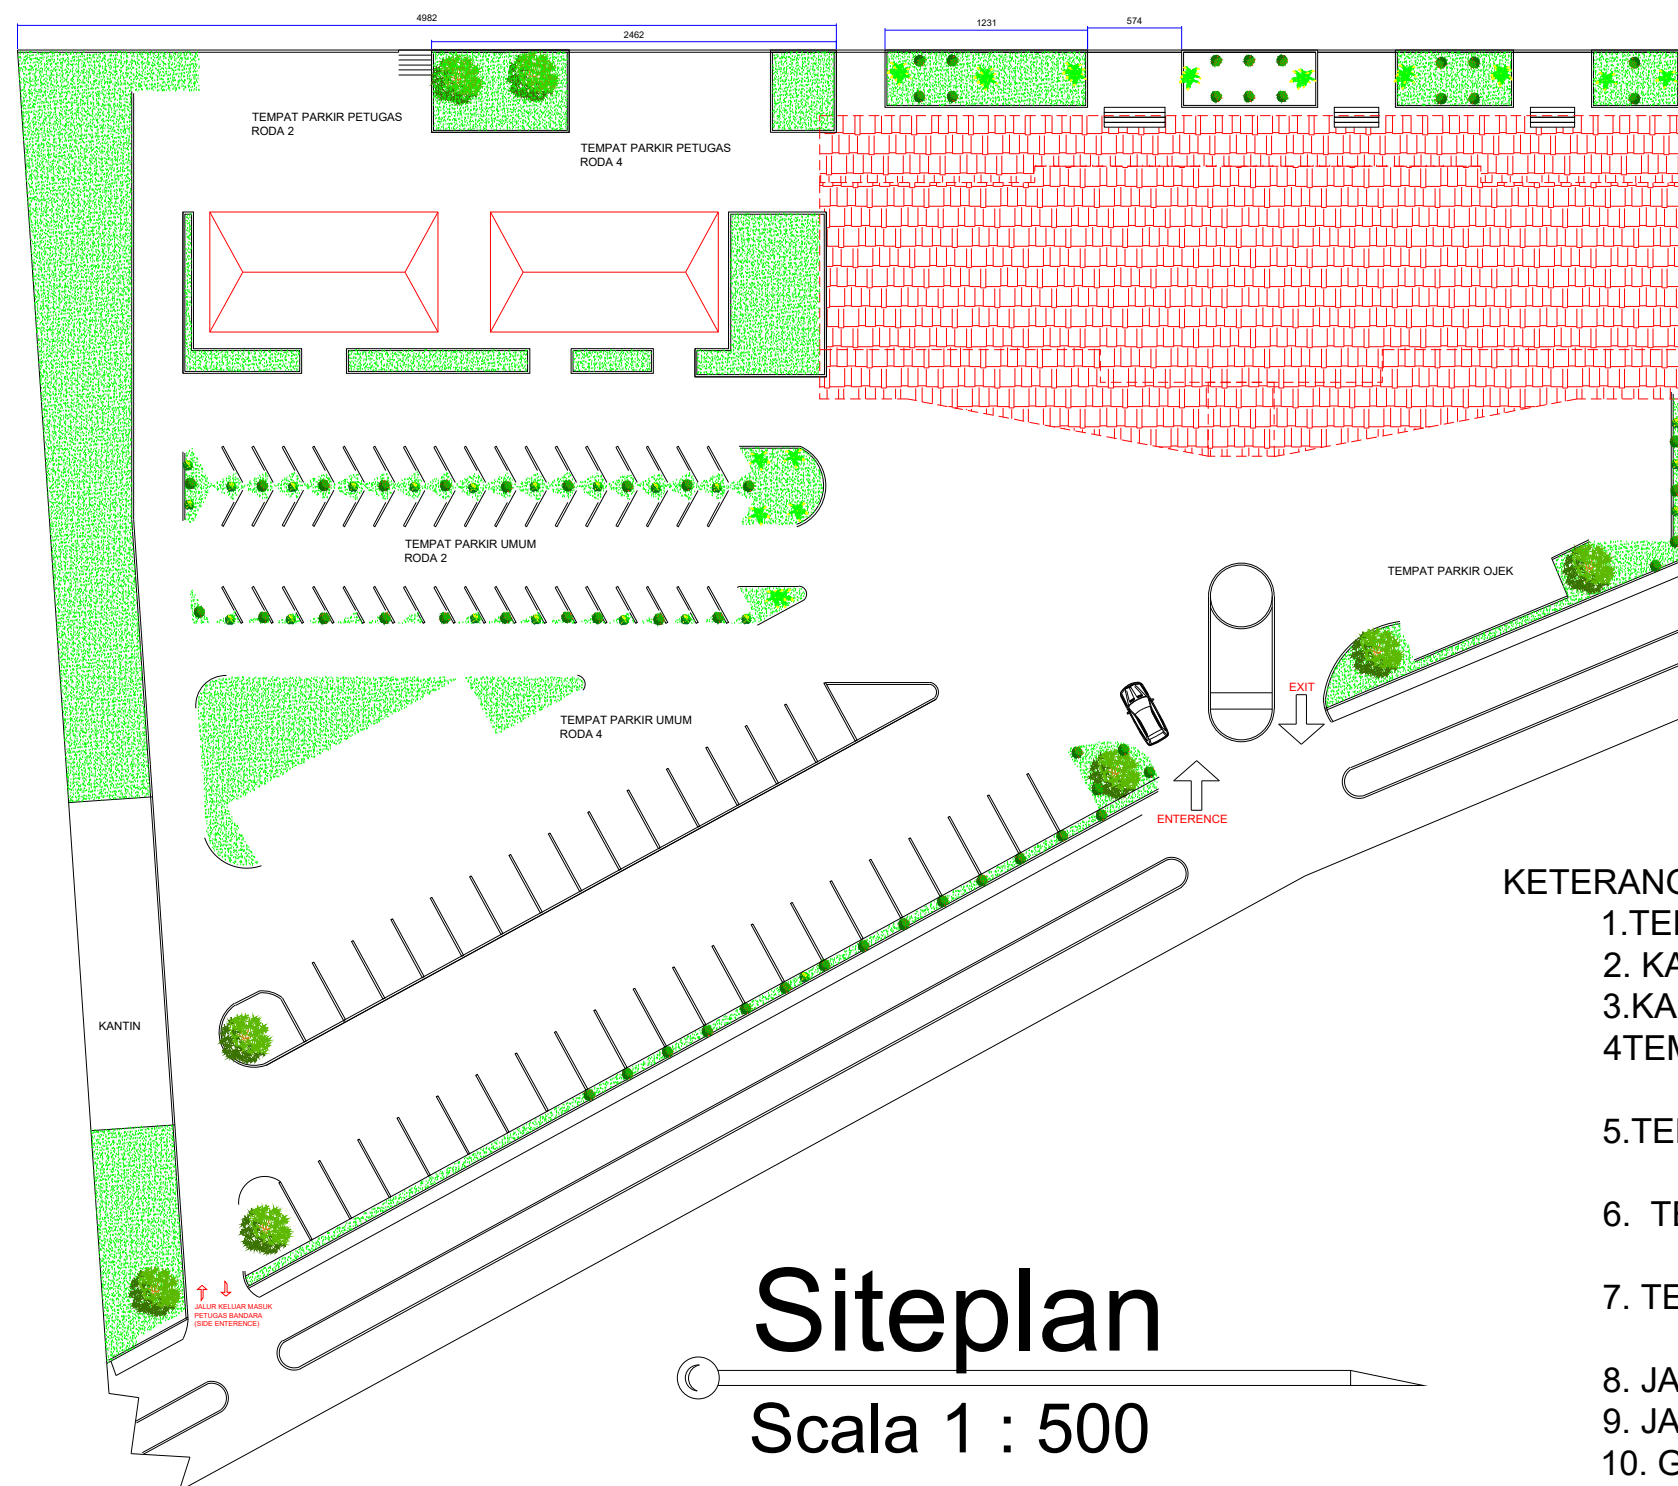 4982
2462
1231
574
TEMPAT PARKIR PETUGAS
RODA 2
TEMPAT PARKIR PETUGAS
RODA 4
TEMPAT PARKIR UMUM
RODA 2
TEMPAT PARKIR OJEK
EXIT
TEMPAT PARKIR UMUM
RODA 4
ENTERENCE
KETERANG
1.TE
2. KA
3.KA
4TEM
5.TE
6. TE
7. TE
8. JA
9. JA
10. G
KANTIN
JALUR KELUAR MASUK
PETUGAS BANDARA
(SIDE ENTERENCE)
Siteplan
Scala 1 : 500